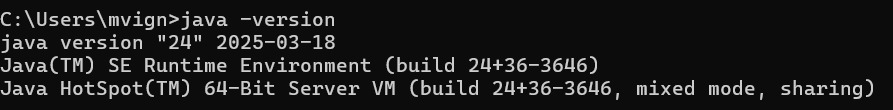 C:\Users\mvign>java -version
java version "24" 2025-03-18
Java(TM) SE Runtime Environment (build 24+36-3646)
Java HotSpot(TM) 64-Bit Server VM (build 24+36-3646, mixed mode, sharing)